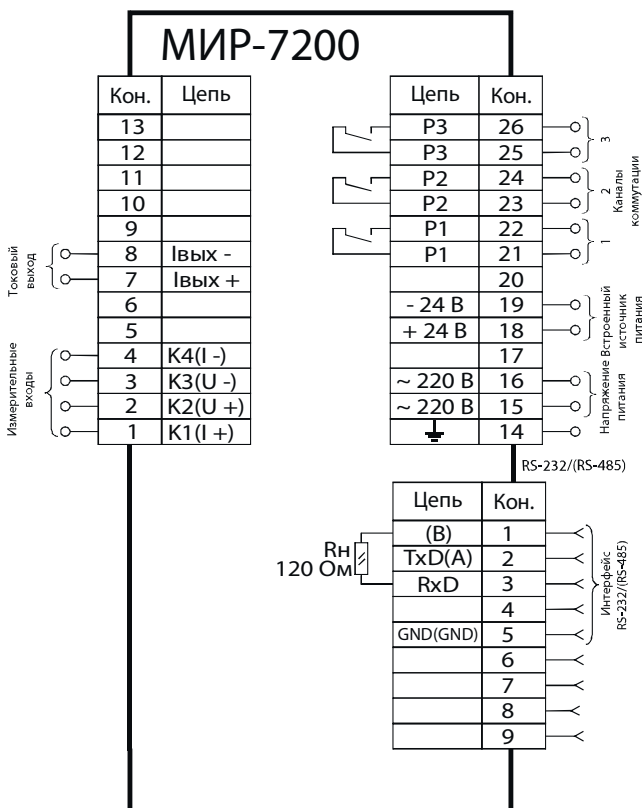 МИР-7200
Кон. Цепь
13
12
11
10
9
8 Iвых -
7 Iвых +
6
5
4 K4(I -)
3 K3(U -)
2 K2(U +)
1 K1(I +)
Токовый
выход
Измерительные
входы
Цепь Кон.
P3 26
P3 25
P2 24
P2 23
P1 22
P1 21
20
- 24 В 19
+ 24 В 18
17
~ 220 В 16
~ 220 В 15
14
3
2
1
Каналы
коммутации
Встроенный
источник
питания
Напряжение
питания
RS-232/(RS-485)
Цепь Кон.
(B) 1
TxD(A) 2
RxD 3
4
GND(GND) 5
6
7
8
9
Rн
120 Ом
Интерфейс
RS-232/(RS-485)